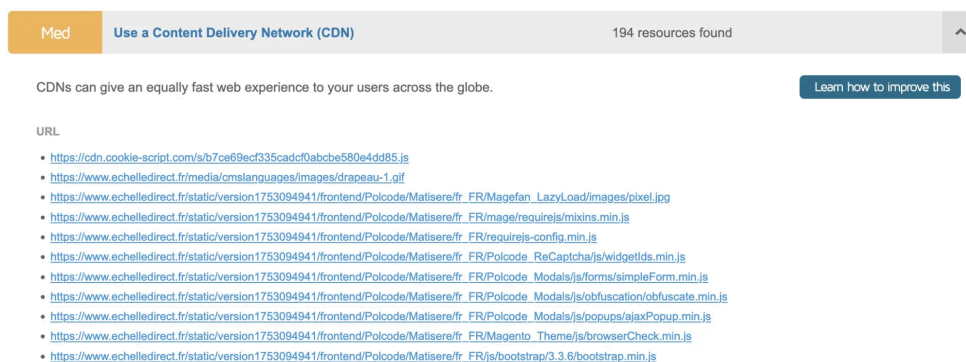 Med Use a Content Delivery Network (CDN) 194 resources found
CDNs can give an equally fast web experience to your users across the globe. Learn how to improve this
URL
• https://cdn.cookie-script.com/s/b7ce69ecf335cadcf0abcbe580e4dd85.js
• https://www.echelledirect.fr/media/cmslanguages/images/drapeau-1.gif
• https://www.echelledirect.fr/static/version1753094941/frontend/Polcode/Matisere/fr_FR/Magefan_LazyLoad/images/pixel.jpg
• https://www.echelledirect.fr/static/version1753094941/frontend/Polcode/Matisere/fr_FR/mage/requirejs/mixins.min.js
• https://www.echelledirect.fr/static/version1753094941/frontend/Polcode/Matisere/fr_FR/requirejs-config.min.js
• https://www.echelledirect.fr/static/version1753094941/frontend/Polcode/Matisere/fr_FR/Polcode_ReCaptcha/js/widgetIds.min.js
• https://www.echelledirect.fr/static/version1753094941/frontend/Polcode/Matisere/fr_FR/Polcode_Modals/js/forms/simpleForm.min.js
• https://www.echelledirect.fr/static/version1753094941/frontend/Polcode/Matisere/fr_FR/Polcode_Modals/js/obfuscation/obfuscate.min.js
• https://www.echelledirect.fr/static/version1753094941/frontend/Polcode/Matisere/fr_FR/Polcode_Modals/js/popups/ajaxPopup.min.js
• https://www.echelledirect.fr/static/version1753094941/frontend/Polcode/Matisere/fr_FR/Magento_Theme/js/browserCheck.min.js
• https://www.echelledirect.fr/static/version1753094941/frontend/Polcode/Matisere/fr_FR/js/bootstrap/3.3.6/bootstrap.min.js